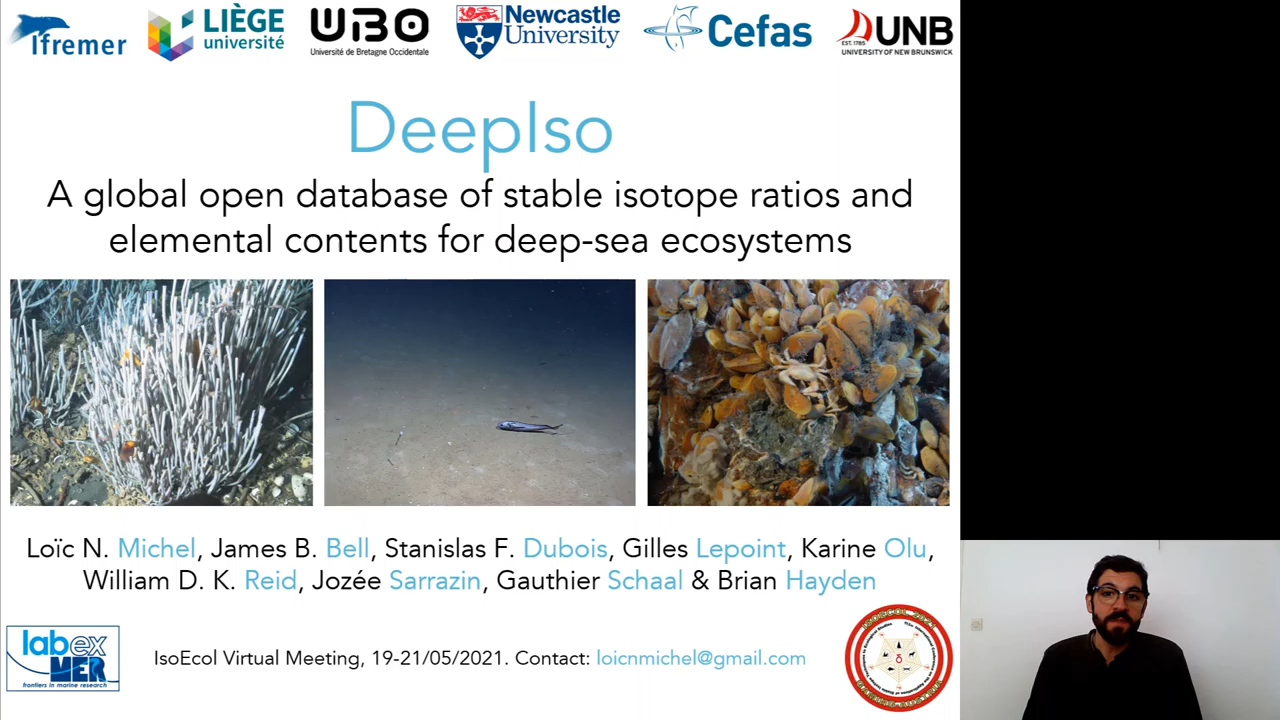 Ifremer
LIÈGE
université
UBO
Université de Bretagne Occidentale
Newcastle
University
Cefas
EST. 1785
UNB
UNIVERSITY OF NEW BRUNSWICK
DeepIso
A global open database of stable isotope ratios and
elemental contents for deep-sea ecosystems
Loïc N. Michel, James B. Bell, Stanislas F. Dubois, Gilles Lepoint, Karine Olu,
William D. K. Reid, Jozée Sarrazin, Gauthier Schaal & Brian Hayden
labex
MER
frontiers in marine research
IsoEcol Virtual Meeting, 19-21/05/2021. Contact: loicnmichel@gmail.com
δ